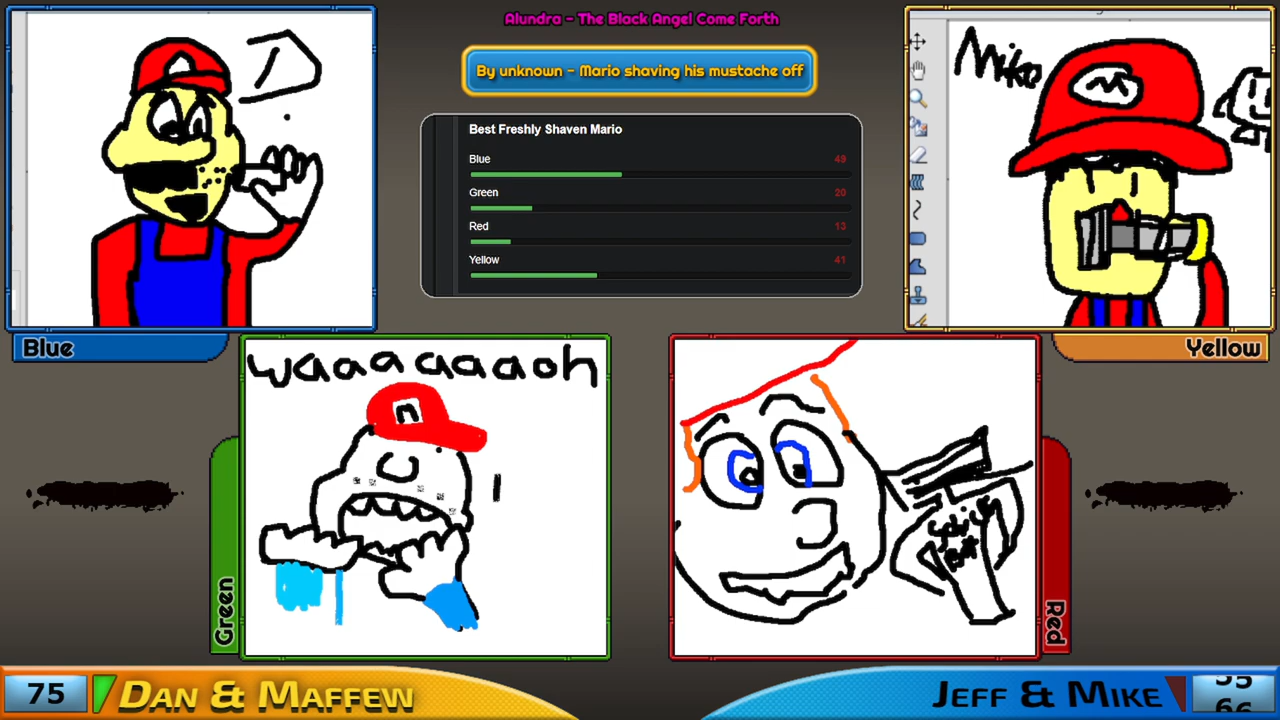 Alundra - The Black Angel Come Forth
By unknown - Mario shaving his mustache off
Best Freshly Shaven Mario
Blue 49
Green 20
Red 13
Yellow 41
D
M
Mike
M
Blue
Yellow
waaaaaaoh
n
Green
Red
75
DAN & MAFFEW
JEFF & MIKE